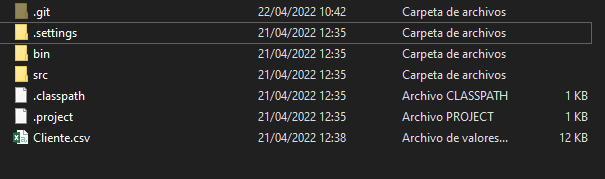 .git 22/04/2022 10:42 Carpeta de archivos
.settings 21/04/2022 12:35 Carpeta de archivos
bin 21/04/2022 12:35 Carpeta de archivos
src 21/04/2022 12:35 Carpeta de archivos
.classpath 21/04/2022 12:35 Archivo CLASSPATH 1 KB
.project 21/04/2022 12:35 Archivo PROJECT 1 KB
Cliente.csv 21/04/2022 12:38 Archivo de valores... 12 KB